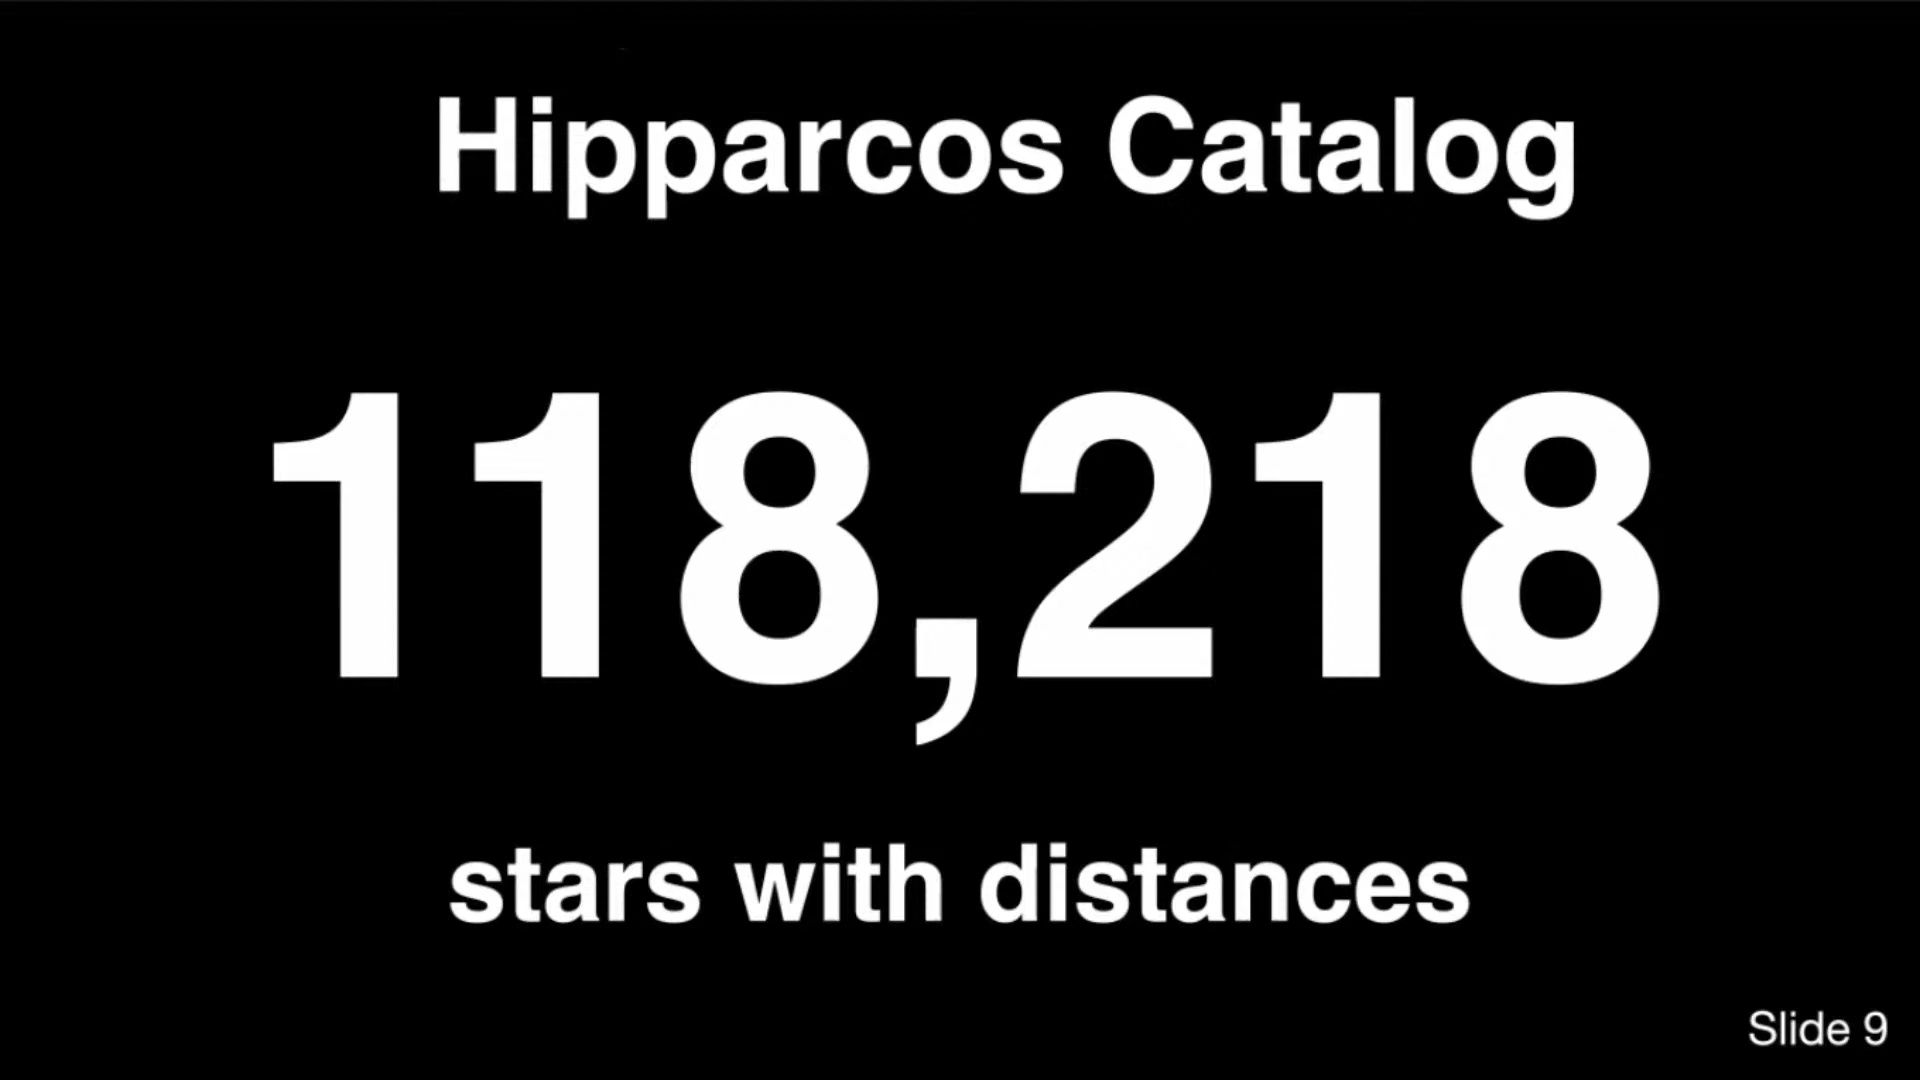 Hipparcos Catalog
118,218
stars with distances
Slide 9